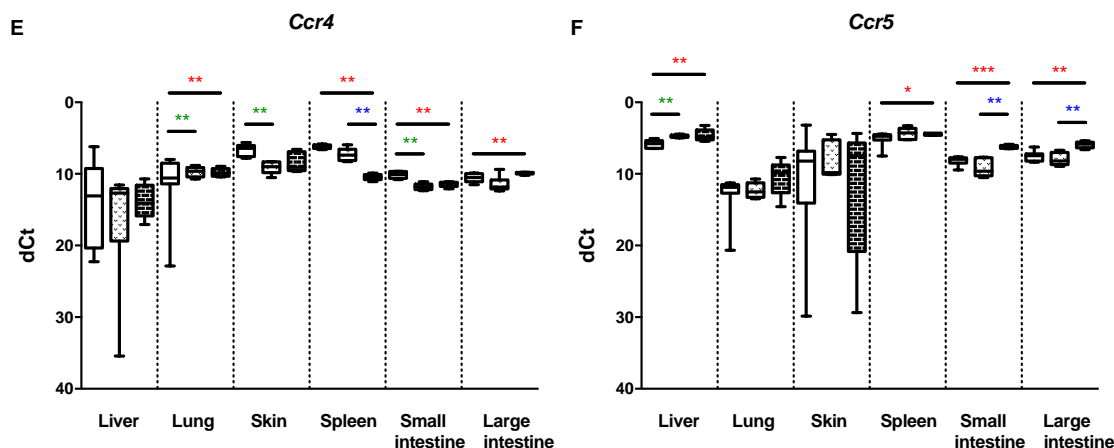 E
Ccr4
dCt
0
10
20
30
40
**
**
**
**
**
**
**
**
Liver
Lung
Skin
Spleen
Small
intestine
Large
intestine
F
Ccr5
dCt
0
10
20
30
40
**
**
*
***
**
**
**
Liver
Lung
Skin
Spleen
Small
intestine
Large
intestine